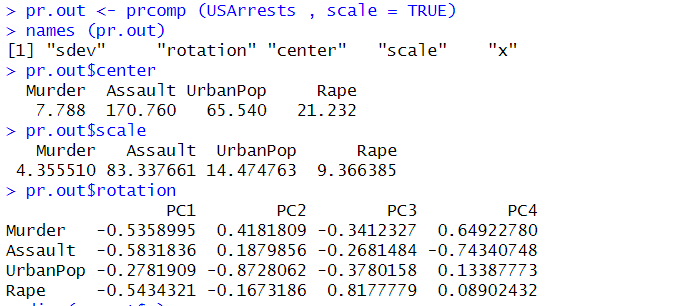 > pr.out <- prcomp (USArrests , scale = TRUE)
> names (pr.out)
[1] "sdev" "rotation" "center" "scale" "x"
> pr.out$center
Murder Assault UrbanPop Rape
7.788 170.760 65.540 21.232
> pr.out$scale
Murder Assault UrbanPop Rape
4.355510 83.337661 14.474763 9.366385
> pr.out$rotation
PC1 PC2 PC3 PC4
Murder -0.5358995 0.4181809 -0.3412327 0.64922780
Assault -0.5831836 0.1879856 -0.2681484 -0.74340748
UrbanPop -0.2781909 -0.8728062 -0.3780158 0.13387773
Rape -0.5434321 -0.1673186 0.8177779 0.08902432